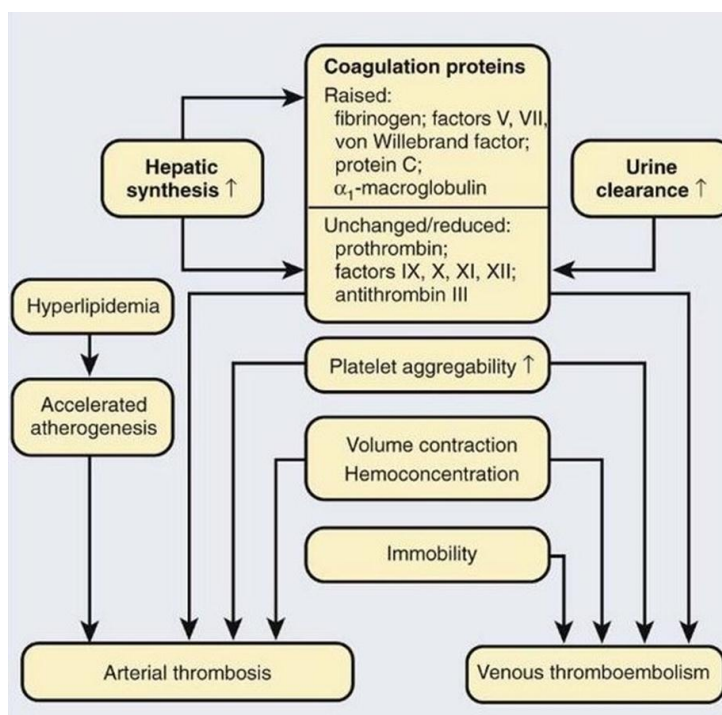 Coagulation proteins
Raised:
fibrinogen; factors V, VII,
von Willebrand factor;
protein C;
α₁-macroglobulin
Hepatic
synthesis ↑
Urine
clearance ↑
Unchanged/reduced:
prothrombin;
factors IX, X, XI, XII;
antithrombin III
Hyperlipidemia
Platelet aggregability ↑
Accelerated
atherogenesis
Volume contraction
Hemoconcentration
Immobility
Arterial thrombosis
Venous thromboembolism